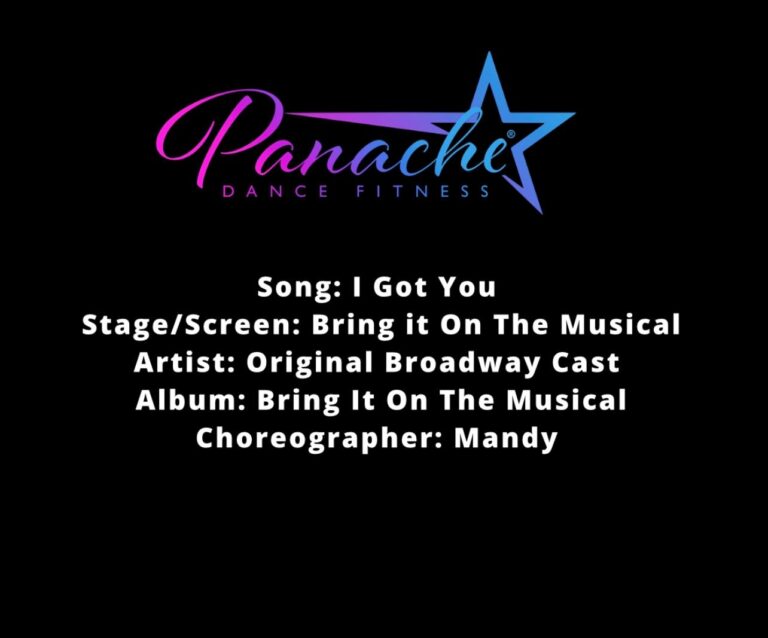 Panache®
DANCE FITNESS
Song: I Got You
Stage/Screen: Bring it On The Musical
Artist: Original Broadway Cast
Album: Bring It On The Musical
Choreographer: Mandy